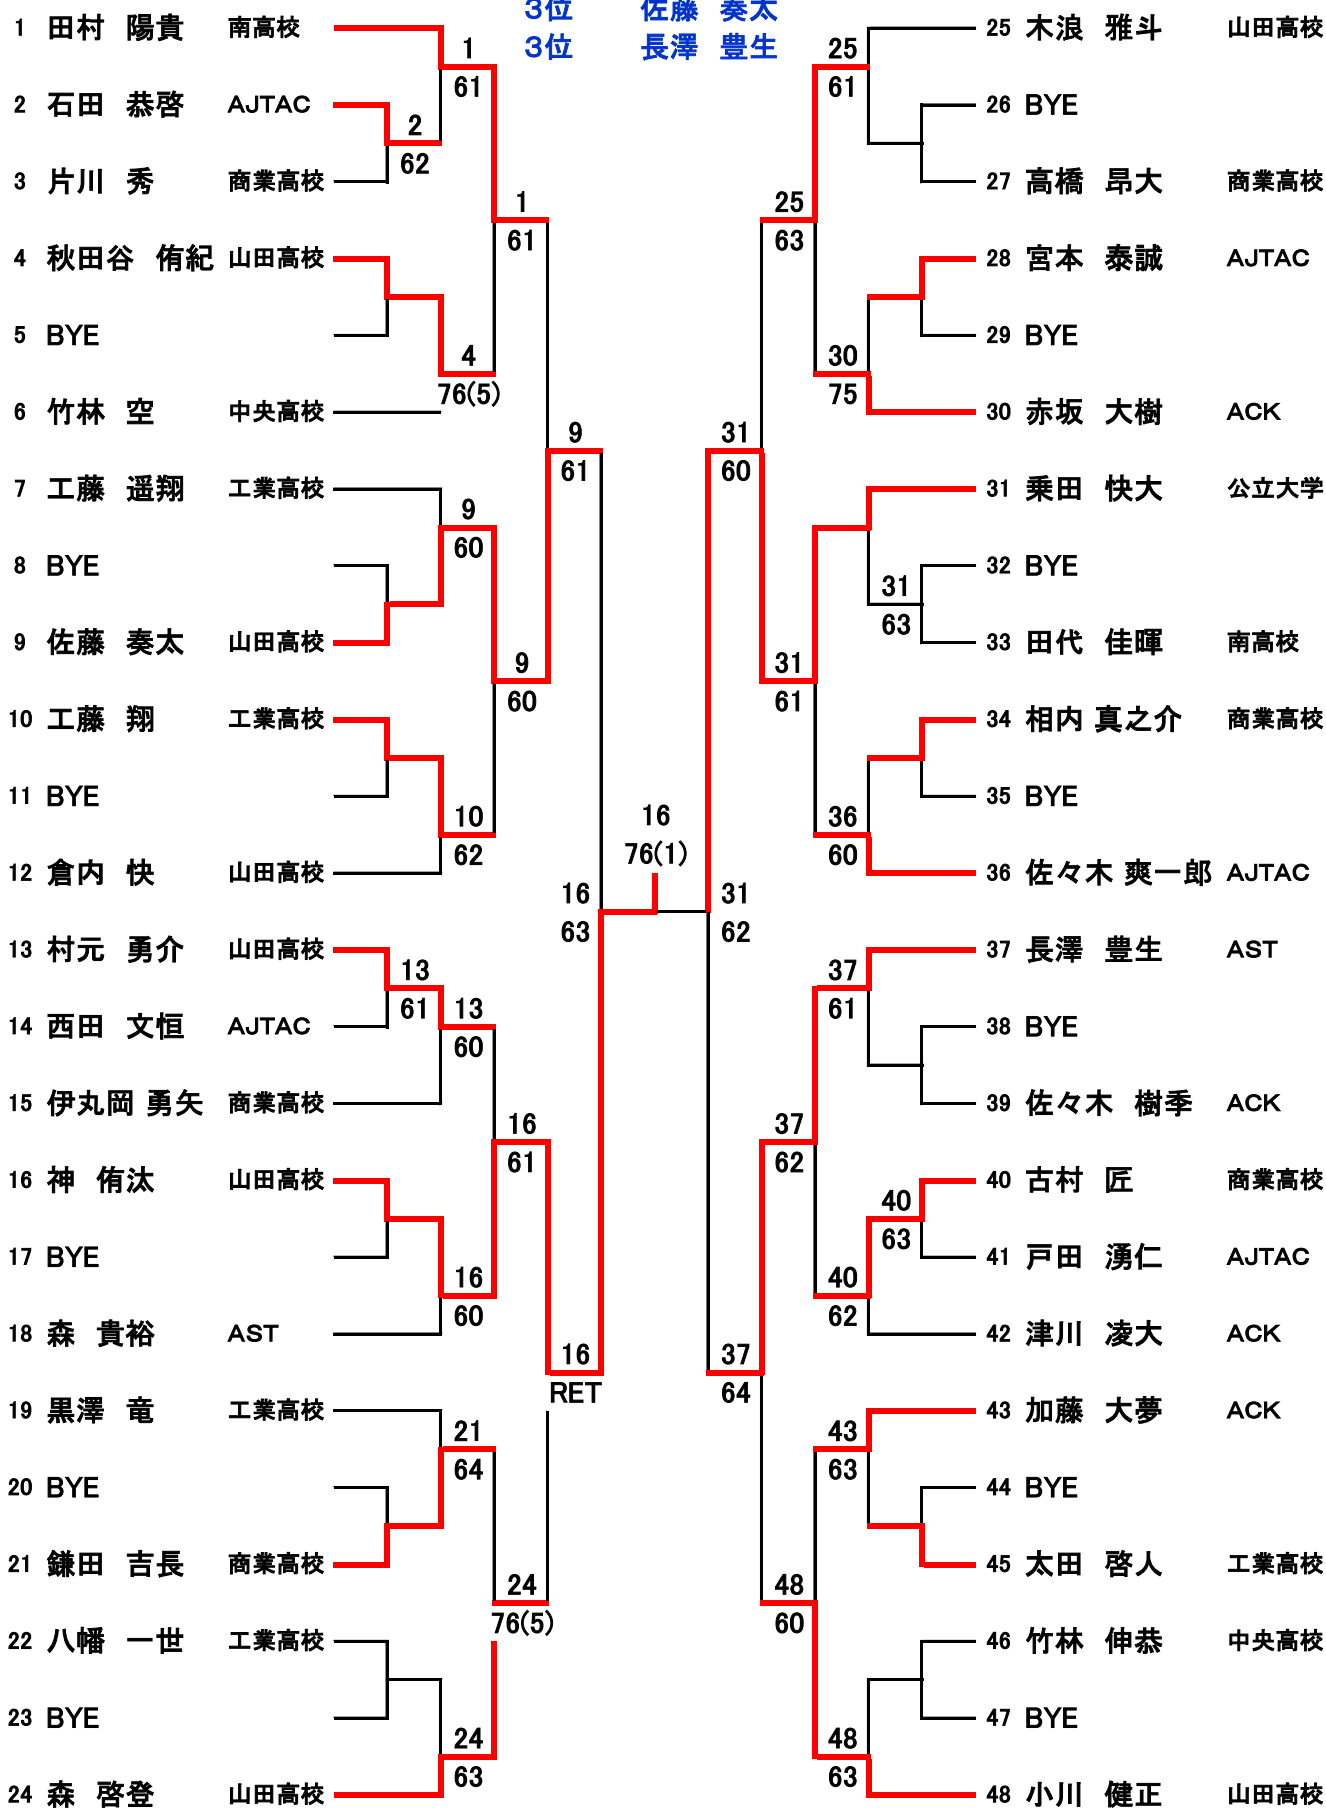 3位 佐藤 奏太
3位 長澤 豊生
1 田村 陽貴 南高校
2 石田 恭啓 AJTAC
3 片川 秀 商業高校
4 秋田谷 侑紀 山田高校
5 BYE
6 竹林 空 中央高校
7 工藤 遥翔 工業高校
8 BYE
9 佐藤 奏太 山田高校
10 工藤 翔 工業高校
11 BYE
12 倉内 快 山田高校
13 村元 勇介 山田高校
14 西田 文恒 AJTAC
15 伊丸岡 勇矢 商業高校
16 神 侑汰 山田高校
17 BYE
18 森 貴裕 AST
19 黒澤 竜 工業高校
20 BYE
21 鎌田 吉長 商業高校
22 八幡 一世 工業高校
23 BYE
24 森 啓登 山田高校
2
62
13
61
1
61
4
76(5)
9
60
10
62
13
60
16
60
21
64
24
63
1
61
9
60
16
61
24
76(5)
9
61
16
RET
16
63
16
76(1)
31
62
31
60
37
64
25
63
31
61
37
62
48
60
25
61
30
75
36
60
37
61
40
62
43
63
48
63
31
63
40
63
25 木浪 雅斗 山田高校
26 BYE
27 高橋 昂大 商業高校
28 宮本 泰誠 AJTAC
29 BYE
30 赤坂 大樹 ACK
31 乗田 快大 公立大学
32 BYE
33 田代 佳暉 南高校
34 相内 真之介 商業高校
35 BYE
36 佐々木 爽一郎 AJTAC
37 長澤 豊生 AST
38 BYE
39 佐々木 樹季 ACK
40 古村 匠 商業高校
41 戸田 湧仁 AJTAC
42 津川 凌大 ACK
43 加藤 大夢 ACK
44 BYE
45 太田 啓人 工業高校
46 竹林 伸恭 中央高校
47 BYE
48 小川 健正 山田高校